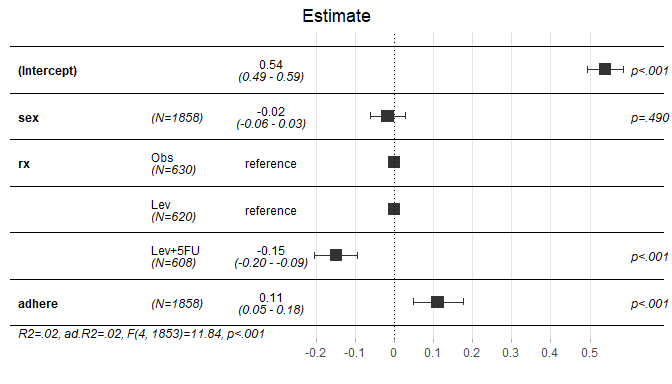 Estimate
(Intercept) 0.54 p<.001
(0.49 - 0.59)
sex (N=1858) -0.02 p=.490
(-0.06 - 0.03)
rx Obs reference
(N=630)
Lev reference
(N=620)
Lev+5FU -0.15 p<.001
(N=608) (-0.20 - -0.09)
adhere (N=1858) 0.11 p<.001
(0.05 - 0.18)
R2=.02, ad.R2=.02, F(4, 1853)=11.84, p<.001
-0.2 -0.1 0 0.1 0.2 0.3 0.4 0.5